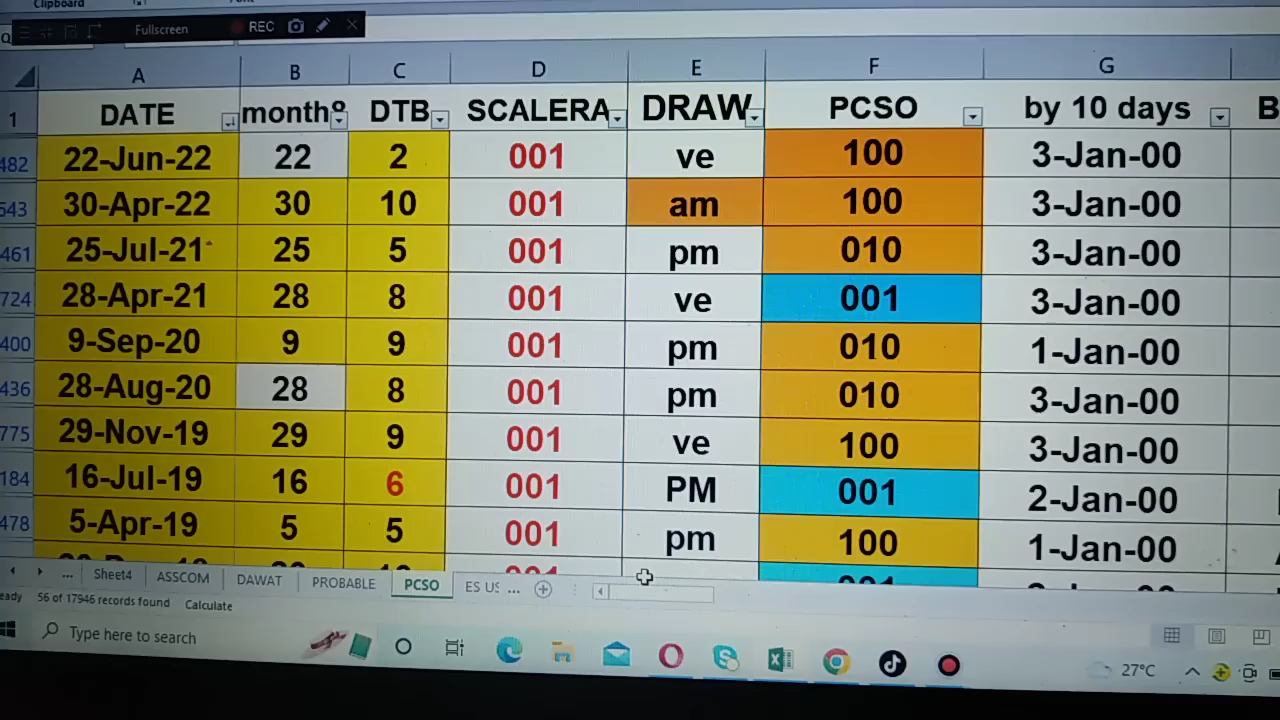 Clipboard
Fullscreen REC
A B C D E F G
1 DATE month DTB SCALERA DRAW PCSO by 10 days B
482 22-Jun-22 22 2 001 ve 100 3-Jan-00
543 30-Apr-22 30 10 001 am 100 3-Jan-00
461 25-Jul-21 25 5 001 pm 010 3-Jan-00
724 28-Apr-21 28 8 001 ve 001 3-Jan-00
400 9-Sep-20 9 9 001 pm 010 1-Jan-00
436 28-Aug-20 28 8 001 pm 010 3-Jan-00
775 29-Nov-19 29 9 001 ve 100 3-Jan-00
184 16-Jul-19 16 6 001 PM 001 2-Jan-00
478 5-Apr-19 5 5 001 pm 100 1-Jan-00
... Sheet4 ASSCOM DAWAT PROBABLE PCSO ES US ...
eady 56 of 17946 records found Calculate
Type here to search 27°C